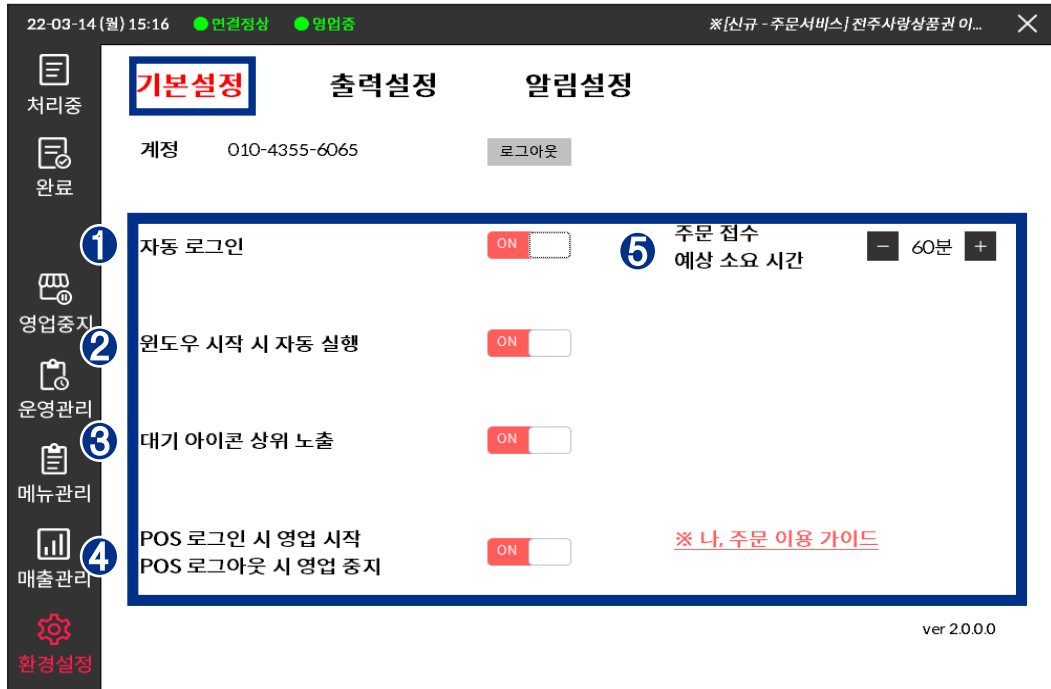 22-03-14 (월) 15:16 연결정상 영업중 ※[신규 - 주문서비스] 전주사랑상품권 이...
처리중
완료
영업중지
운영관리
메뉴관리
매출관리
환경설정
기본설정 출력설정 알림설정
계정 010-4355-6065 로그아웃
1 자동 로그인 ON
5 주문 접수
예상 소요 시간 − 60분 +
2 윈도우 시작 시 자동 실행 ON
3 대기 아이콘 상위 노출 ON
4 POS 로그인 시 영업 시작
POS 로그아웃 시 영업 중지 ON
※ 나, 주문 이용 가이드
ver 2.0.0.0